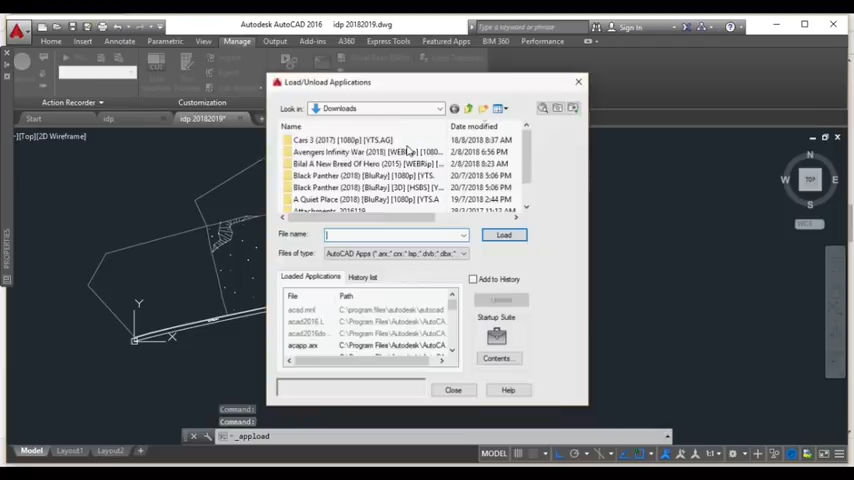 Autodesk AutoCAD 2016 idp 20182019.dwg
Type a keyword or phrase
Sign In
Home Insert Annotate Parametric View Manage Output Add-ins A360 Express Tools Featured Apps BIM 360 Performance
Action Recorder
Customization
Start idp idp 20182019*
[Top][2D Wireframe]
PROPERTIES
Load/Unload Applications
Look in: Downloads
Name Date modified
Cars 3 (2017) [1080p] [YTS.AG] 18/8/2018 8:37 AM
Avengers Infinity War (2018) [WEBRip] [1080... 2/8/2018 6:56 PM
Bilal A New Breed Of Hero (2015) [WEBRip] [... 2/8/2018 8:23 AM
Black Panther (2018) [BluRay] [1080p] [YTS. 20/7/2018 5:06 PM
Black Panther (2018) [BluRay] [3D] [HSBS] [Y... 20/7/2018 5:06 PM
A Quiet Place (2018) [BluRay] [1080p] [YTS.A 19/7/2018 2:44 PM
Attachments_2016119
File name:
Load
Files of type: AutoCAD Apps (*.arx;*.crx;*.lsp;*.dvb;*.dbx;*
Loaded Applications History list
Add to History
File Path
Unload
acad.mnl C:\program files\autodesk\autocad
acad2016.L C:\Program Files\Autodesk\AutoCA
acad2016do... C:\Program Files\Autodesk\AutoCA
acapp.arx C:\Program Files\Autodesk\AutoCA
Startup Suite
Contents...
Close Help
N
W TOP E
S
WCS
Y
X
Command:
Command:
_appload
Model Layout1 Layout2
MODEL
1:1